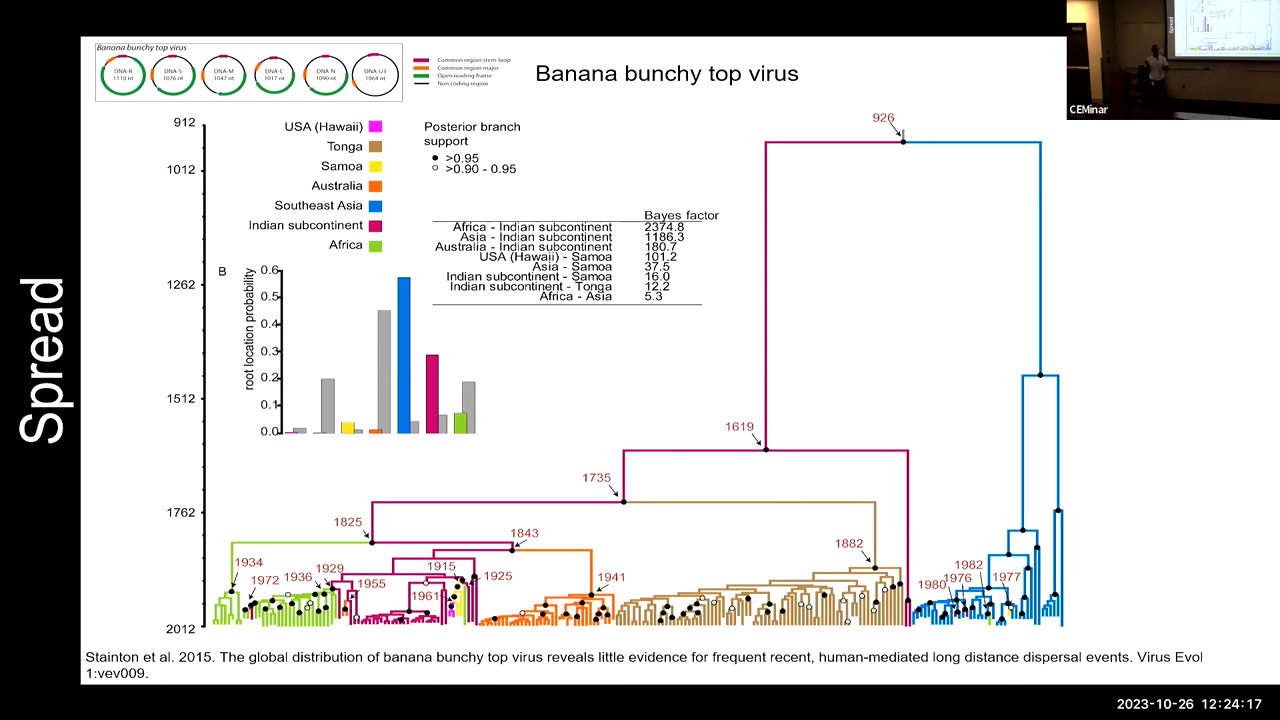 Spread
Banana bunchy top virus
DNA-R
1110 nt
DNA-S
1076 nt
DNA-M
1047 nt
DNA-C
1017 nt
DNA-N
1090 nt
DNA-U3
1064 nt
Common region stem-loop
Common region major
Open reading frame
Non coding region
Banana bunchy top virus
CEMinar
Spread
912
1012
1262
1512
1762
2012
USA (Hawaii)
Tonga
Samoa
Australia
Southeast Asia
Indian subcontinent
Africa
Posterior branch
support
>0.95
>0.90 - 0.95
Bayes factor
Africa - Indian subcontinent 2374.8
Asia - Indian subcontinent 1186.3
Australia - Indian subcontinent 180.7
USA (Hawaii) - Samoa 101.2
Asia - Samoa 37.5
Indian subcontinent - Samoa 16.0
Indian subcontinent - Tonga 12.2
Africa - Asia 5.3
B
root location probability
0.6
0.5
0.4
0.3
0.2
0.1
0.0
926
1619
1735
1825
1843
1882
1934
1972
1936
1929
1955
1915
1961
1925
1941
1980
1976
1982
1977
Stainton et al. 2015. The global distribution of banana bunchy top virus reveals little evidence for frequent recent, human-mediated long distance dispersal events. Virus Evol
1:vev009.
2023-10-26 12:24:17